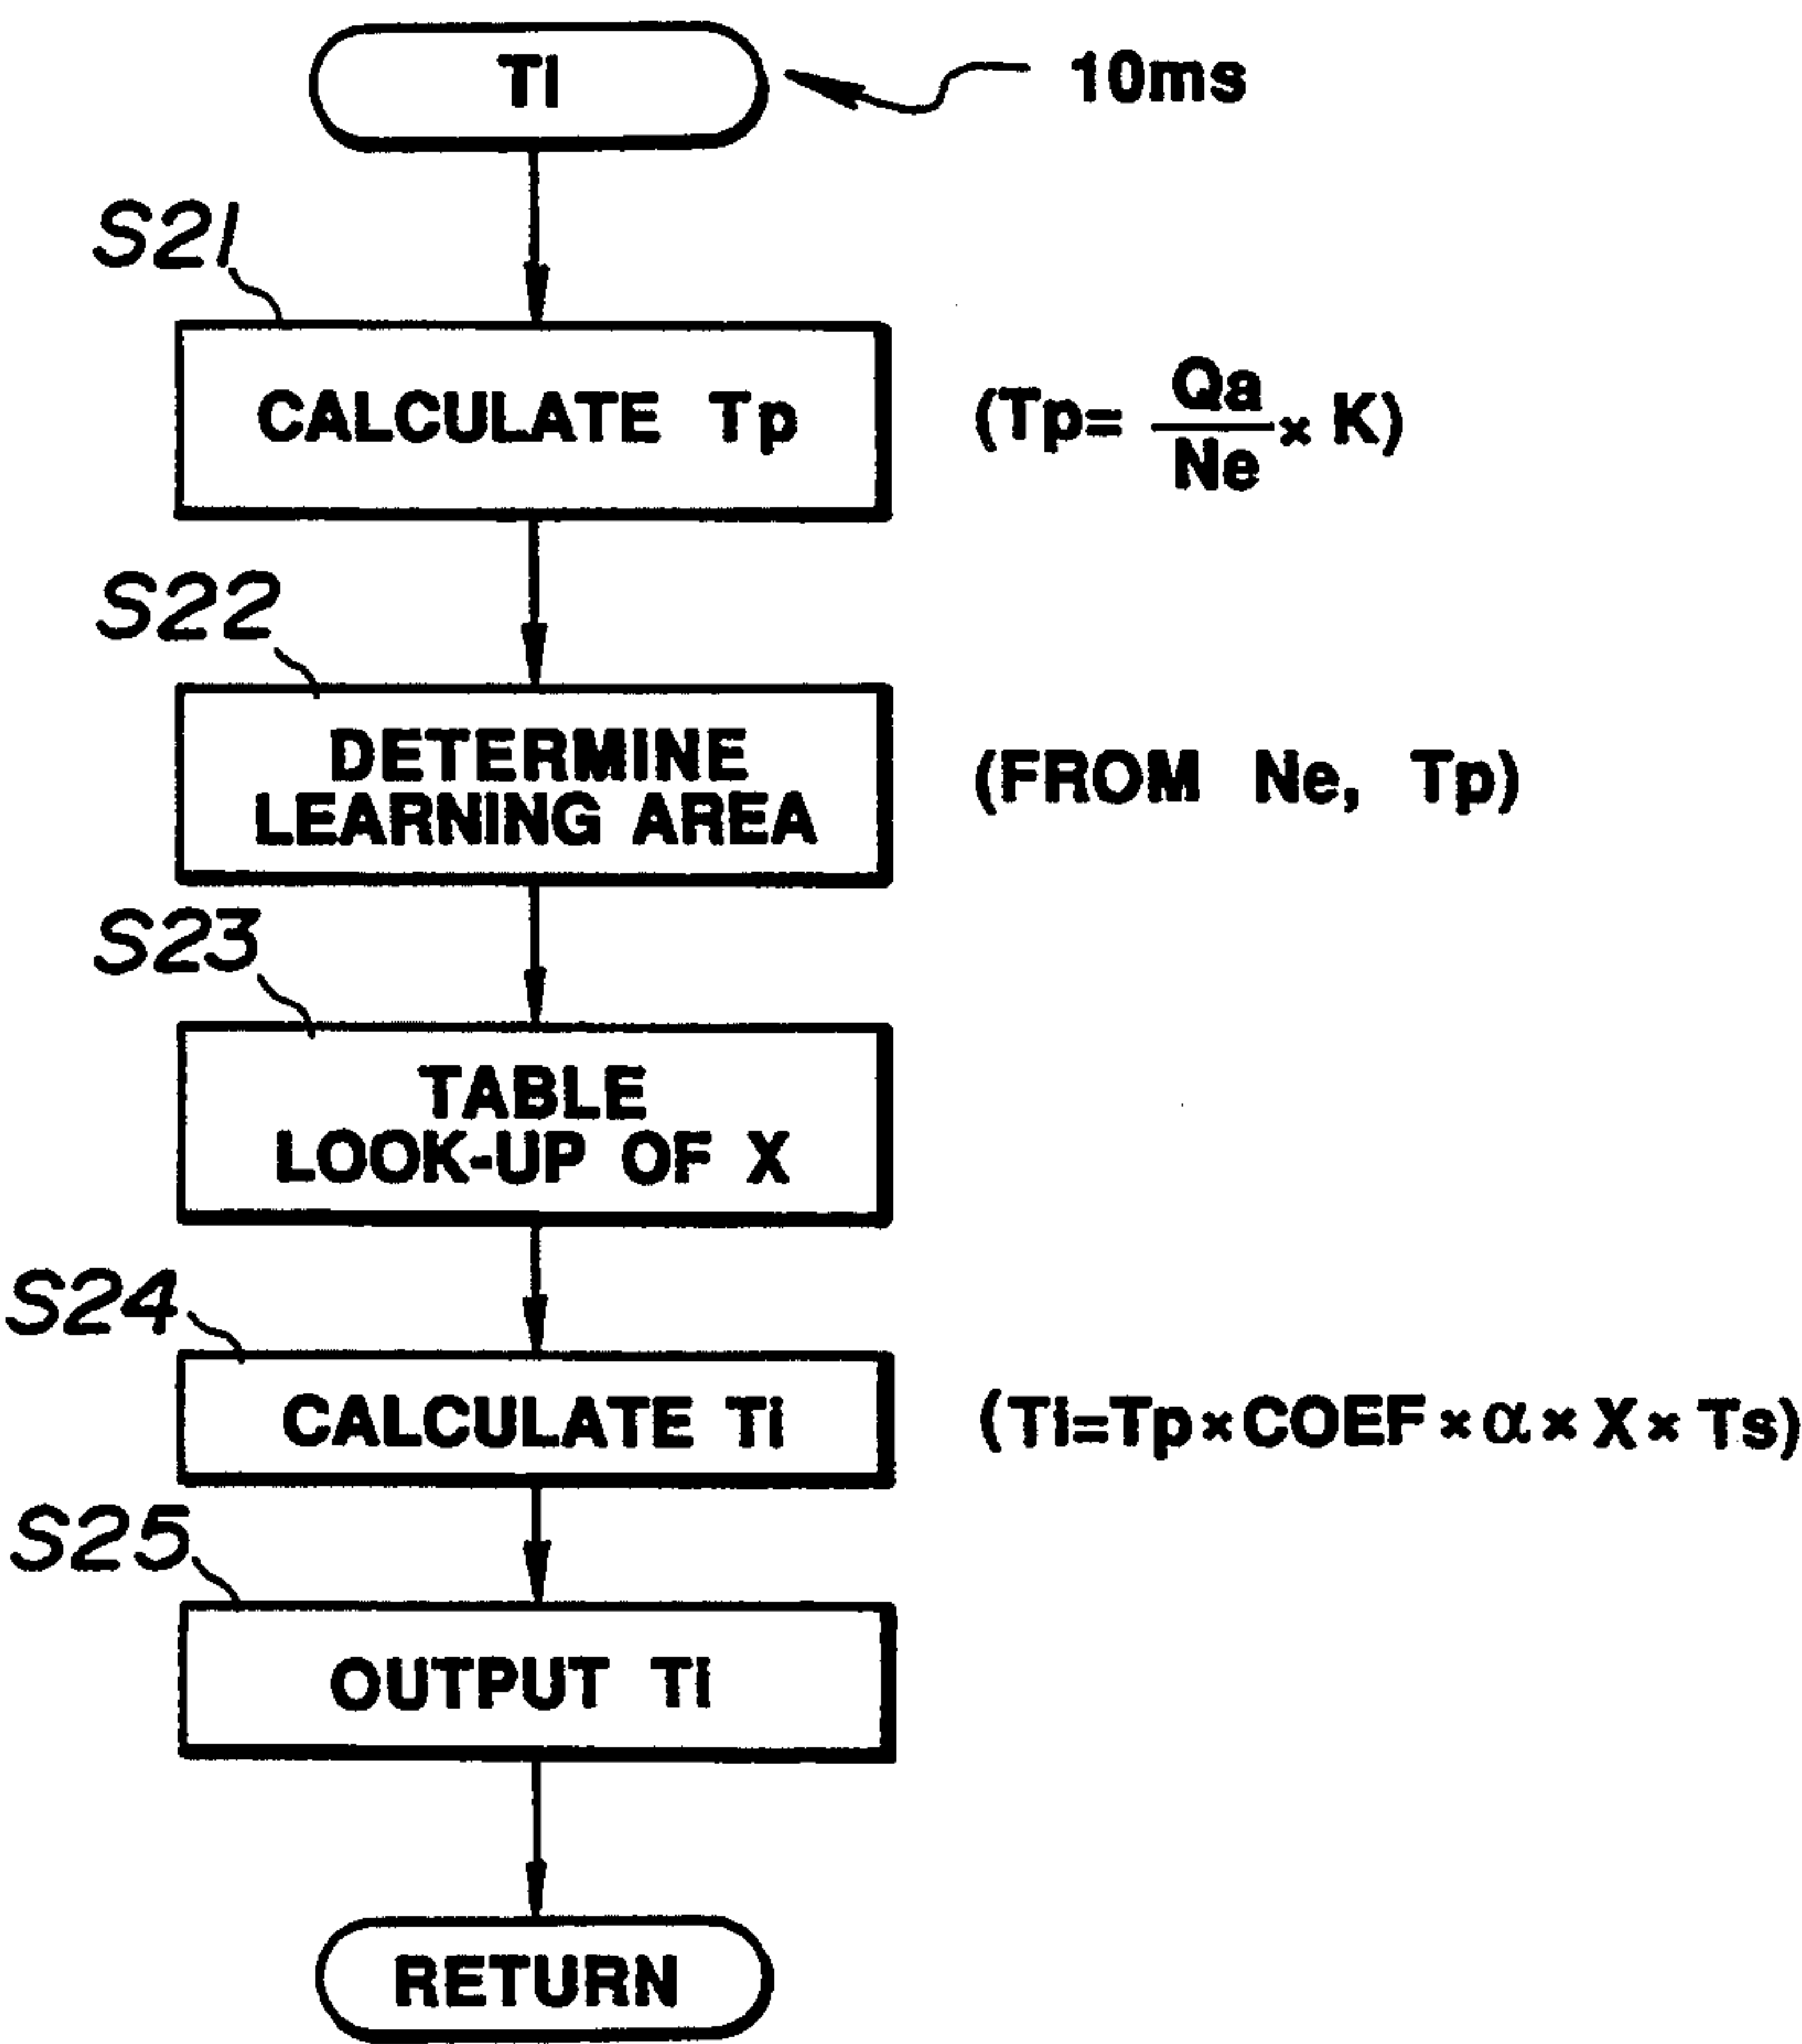 Ti
10ms
S21
CALCULATE Tp
(Tp= Qa/Ne × K)
S22
DETERMINE
LEARNING AREA
(FROM Ne, Tp)
S23
TABLE
LOOK-UP OF X
S24
CALCULATE Ti
(Ti=Tp×COEF×α×X×Ts)
S25
OUTPUT Ti
RETURN